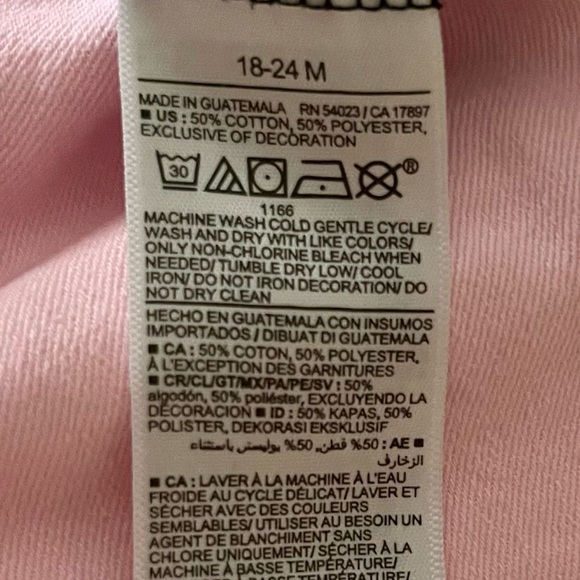 18-24 M
MADE IN GUATEMALA RN 54023 / CA 17897
■ US : 50% COTTON, 50% POLYESTER,
EXCLUSIVE OF DECORATION
30 ®
1166
MACHINE WASH COLD GENTLE CYCLE/
WASH AND DRY WITH LIKE COLORS/
ONLY NON-CHLORINE BLEACH WHEN
NEEDED/ TUMBLE DRY LOW/ COOL
IRON/ DO NOT IRON DECORATION/ DO
NOT DRY CLEAN
HECHO EN GUATEMALA CON INSUMOS
IMPORTADOS / DIBUAT DI GUATEMALA
■ CA : 50% COTON, 50% POLYESTER,
À L'EXCEPTION DES GARNITURES
■ CR/CL/GT/MX/PA/PE/SV : 50%
algodón, 50% poliéster, EXCLUYENDO LA
DECORACION ■ ID : 50% KAPAS, 50%
POLISTER, DEKORASI EKSKLUSIF
■ AE : 50% قطن, 50% بوليستر, باستثناء
الزخارف
■ CA : LAVER À LA MACHINE À L'EAU
FROIDE AU CYCLE DÉLICAT/ LAVER ET
SÉCHER AVEC DES COULEURS
SEMBLABLES/ UTILISER AU BESOIN UN
AGENT DE BLANCHIMENT SANS
CHLORE UNIQUEMENT/ SÉCHER À LA
MACHINE À BASSE TEMPÉRATURE/